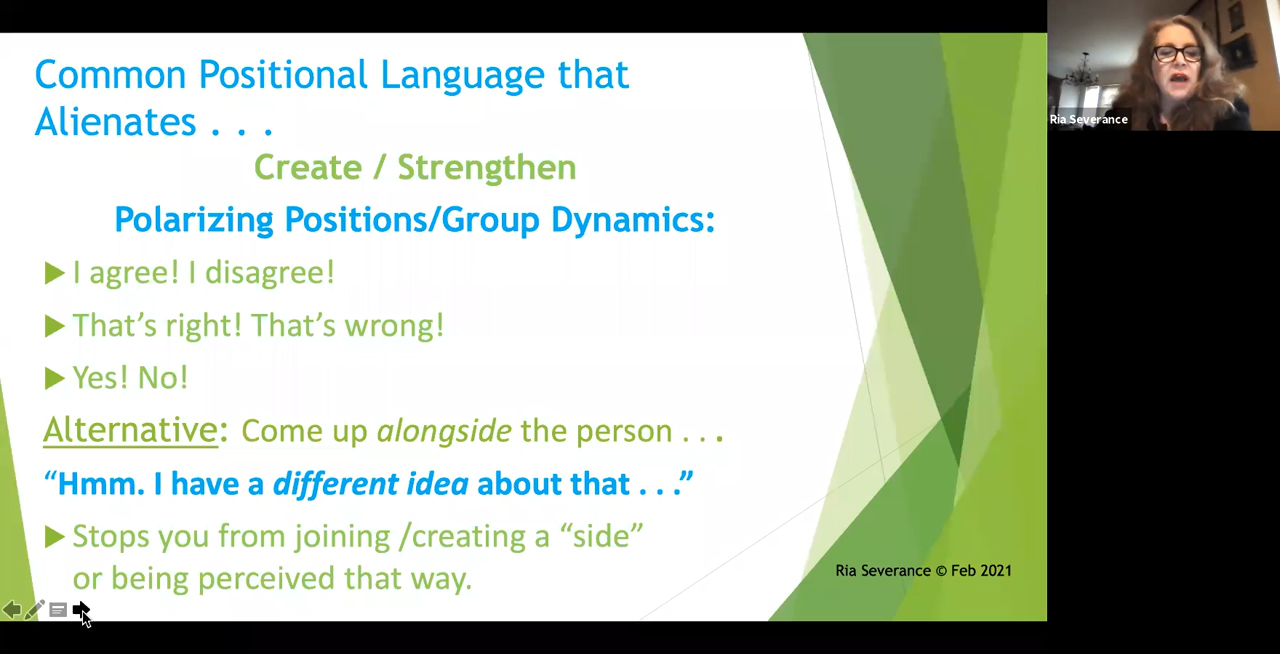 Common Positional Language that
Alienates . . .
Create / Strengthen
Polarizing Positions/Group Dynamics:
I agree! I disagree!
That’s right! That’s wrong!
Yes! No!
Alternative: Come up alongside the person . . .
“Hmm. I have a different idea about that . . .”
Stops you from joining /creating a “side”
or being perceived that way.
Ria Severance © Feb 2021
Ria Severance